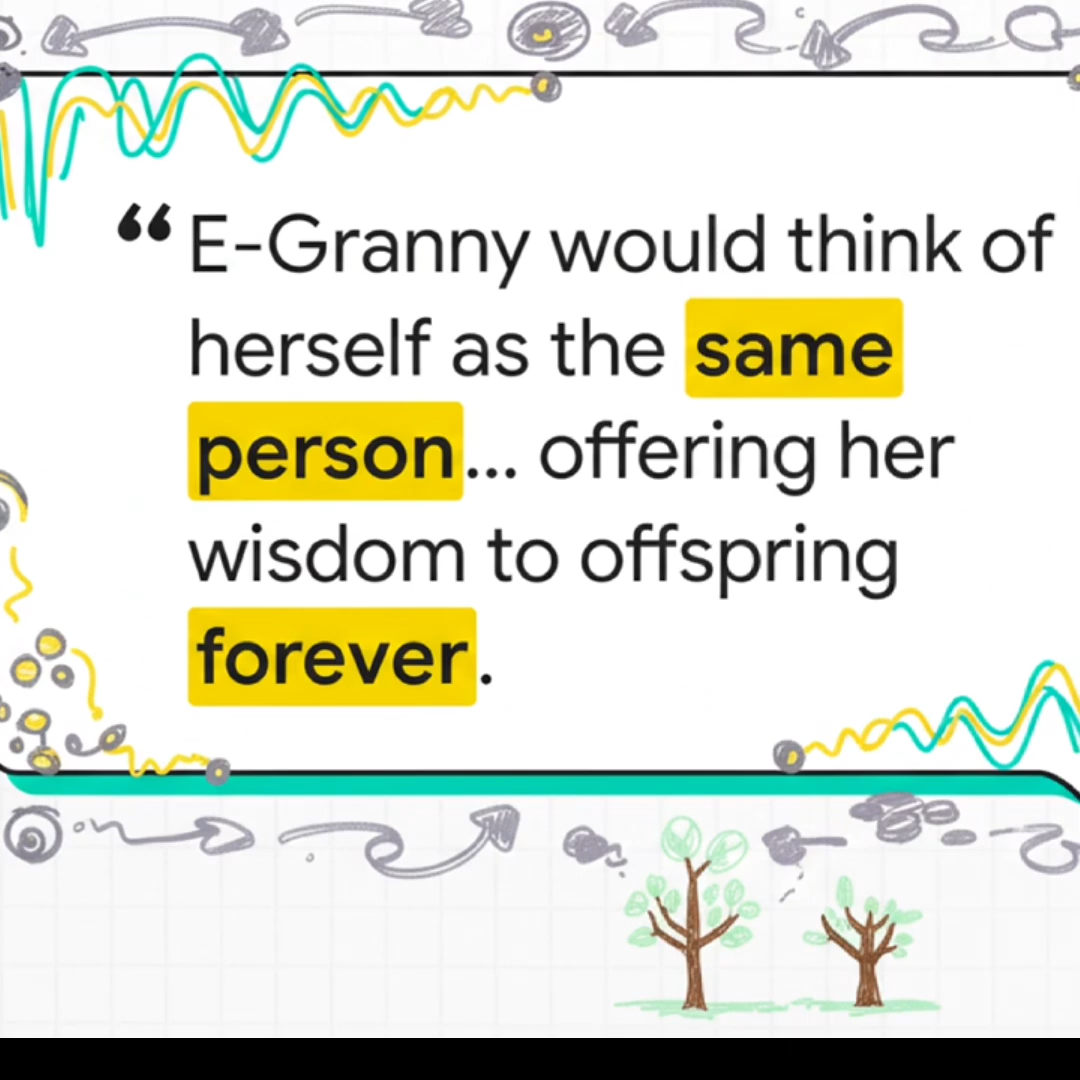 “E-Granny would think of
herself as the same
person... offering her
wisdom to offspring
forever.